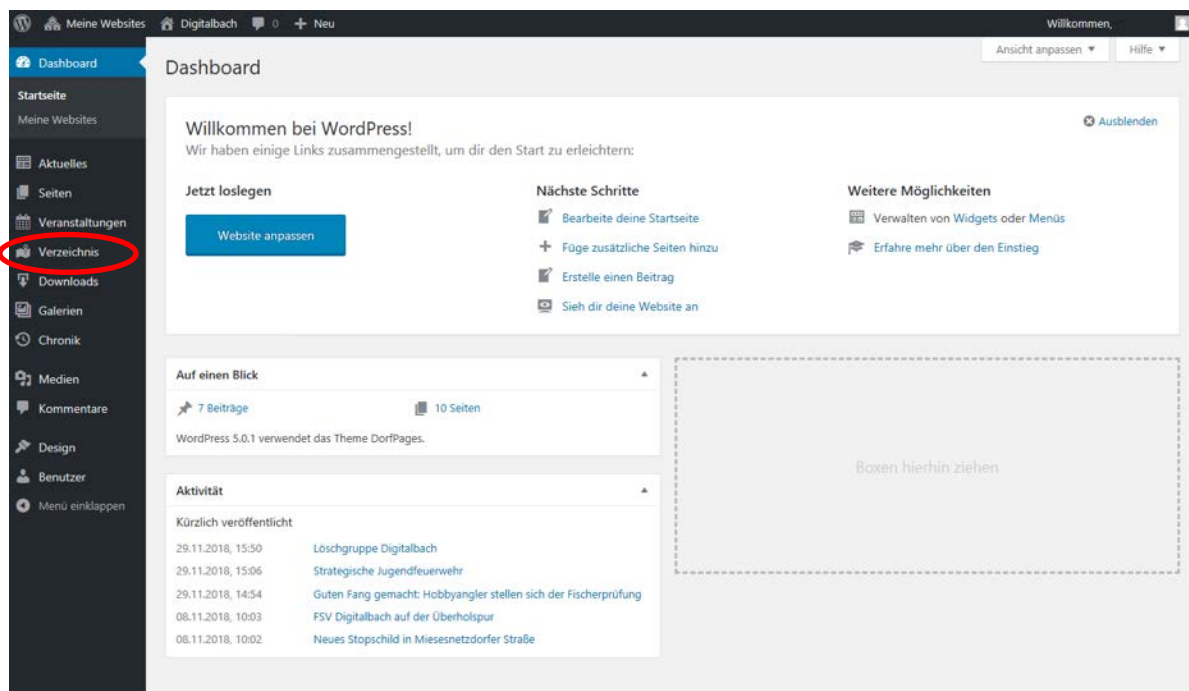 Meine Websites Digitalbach 0 Neu Willkommen,
Ansicht anpassen Hilfe
Dashboard
Startseite
Meine Websites
Aktuelles
Seiten
Veranstaltungen
Verzeichnis
Downloads
Galerien
Chronik
Medien
Kommentare
Design
Benutzer
Menü einklappen
Dashboard
Willkommen bei WordPress!
Ausblenden
Wir haben einige Links zusammengestellt, um dir den Start zu erleichtern:
Jetzt loslegen
Website anpassen
Nächste Schritte
Bearbeite deine Startseite
Füge zusätzliche Seiten hinzu
Erstelle einen Beitrag
Sieh dir deine Website an
Weitere Möglichkeiten
Verwalten von Widgets oder Menüs
Erfahre mehr über den Einstieg
Auf einen Blick
7 Beiträge 10 Seiten
WordPress 5.0.1 verwendet das Theme DorfPages.
Aktivität
Kürzlich veröffentlicht
29.11.2018, 15:50 Löschgruppe Digitalbach
29.11.2018, 15:06 Strategische Jugendfeuerwehr
29.11.2018, 14:54 Guten Fang gemacht: Hobbyangler stellen sich der Fischerprüfung
08.11.2018, 10:03 FSV Digitalbach auf der Überholspur
08.11.2018, 10:02 Neues Stopschild in Miesesnetzdorfer Straße
Boxen hierhin ziehen